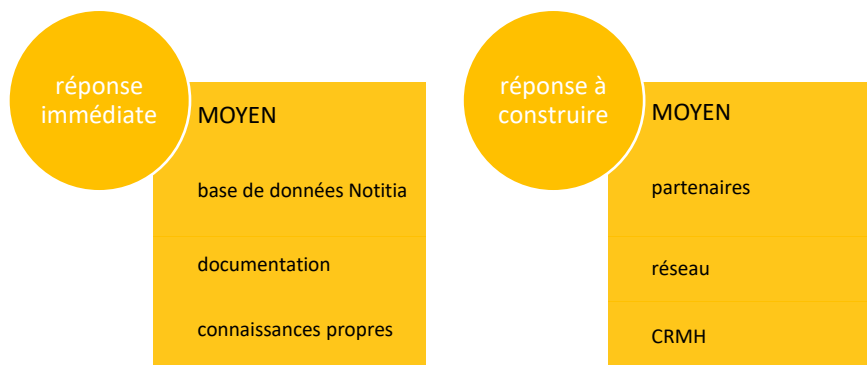 réponse
immédiate
MOYEN
base de données Notitia
documentation
connaissances propres
réponse à
construire
MOYEN
partenaires
réseau
CRMH